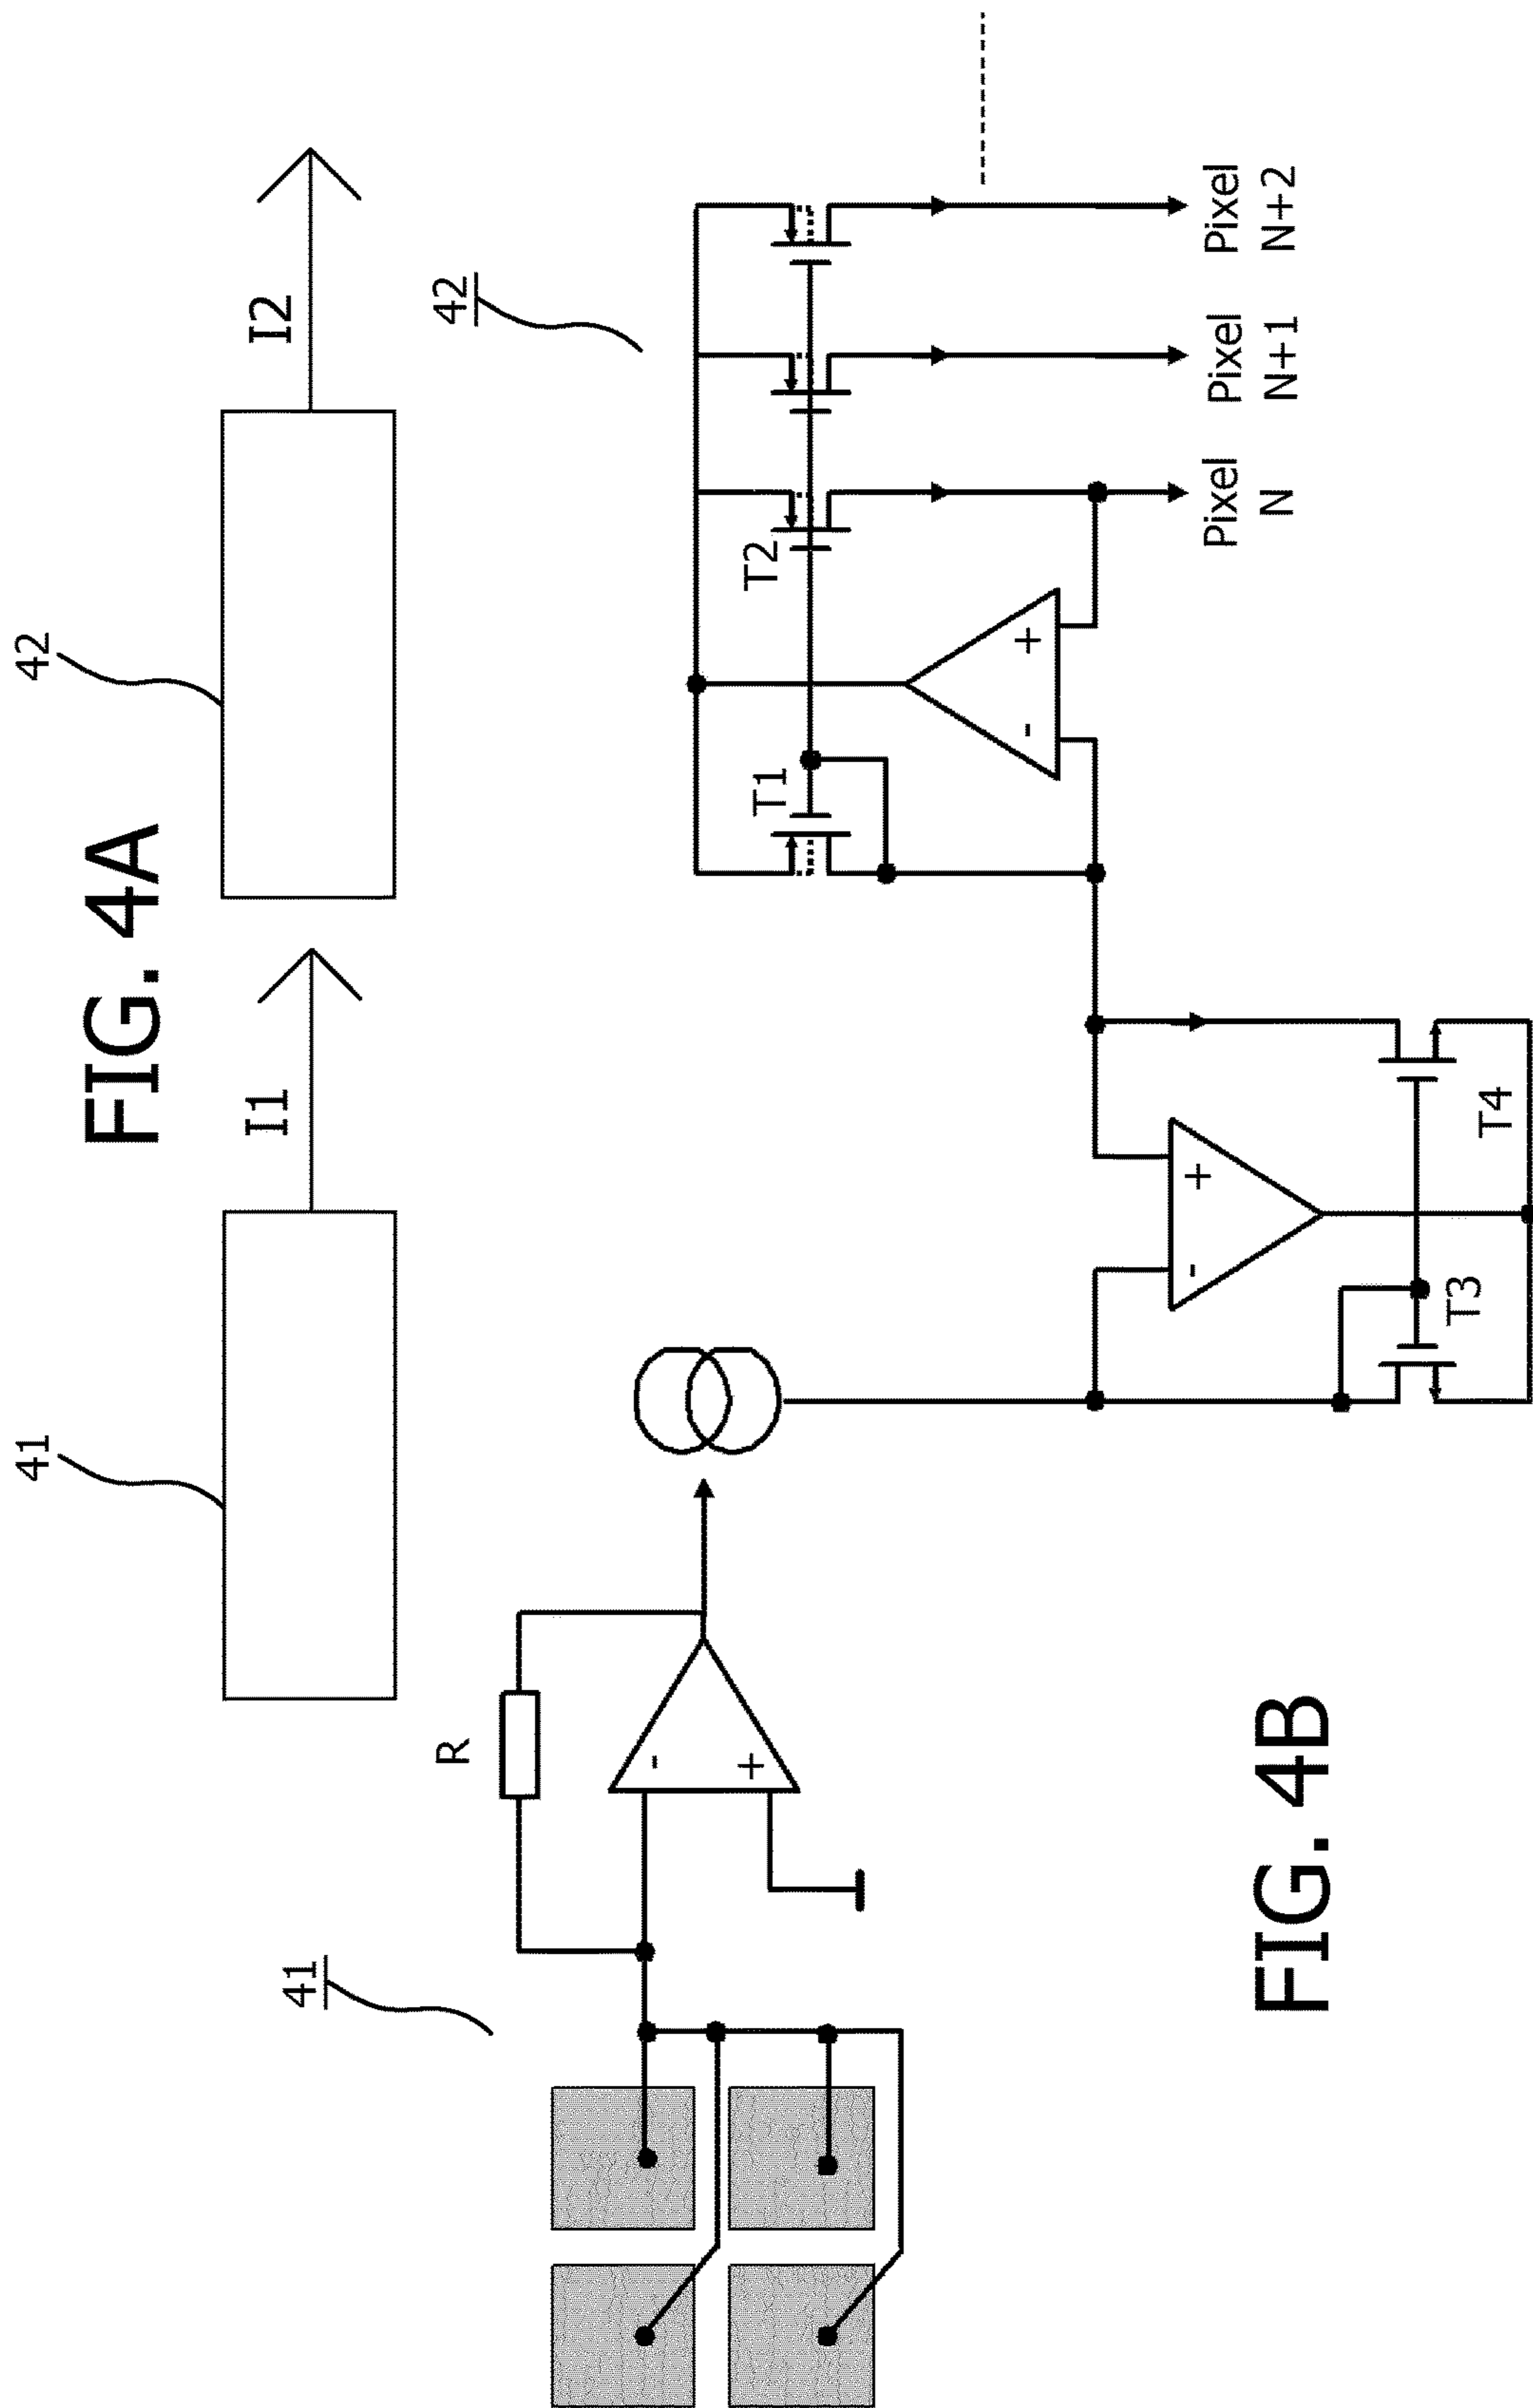 FIG. 4A
41
I1
42
I2
FIG. 4B
41
R
-
+
-
+
T3
T4
42
T1
T2
-
+
Pixel
N
Pixel
N+1
Pixel
N+2